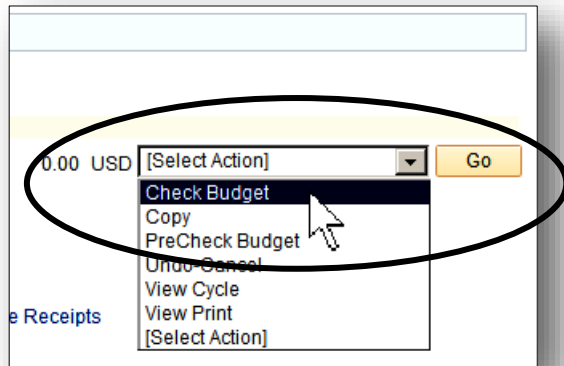 0.00 USD [Select Action] Go
Check Budget
Copy
PreCheck Budget
Undo-Cancel
View Cycle
e Receipts View Print
[Select Action]